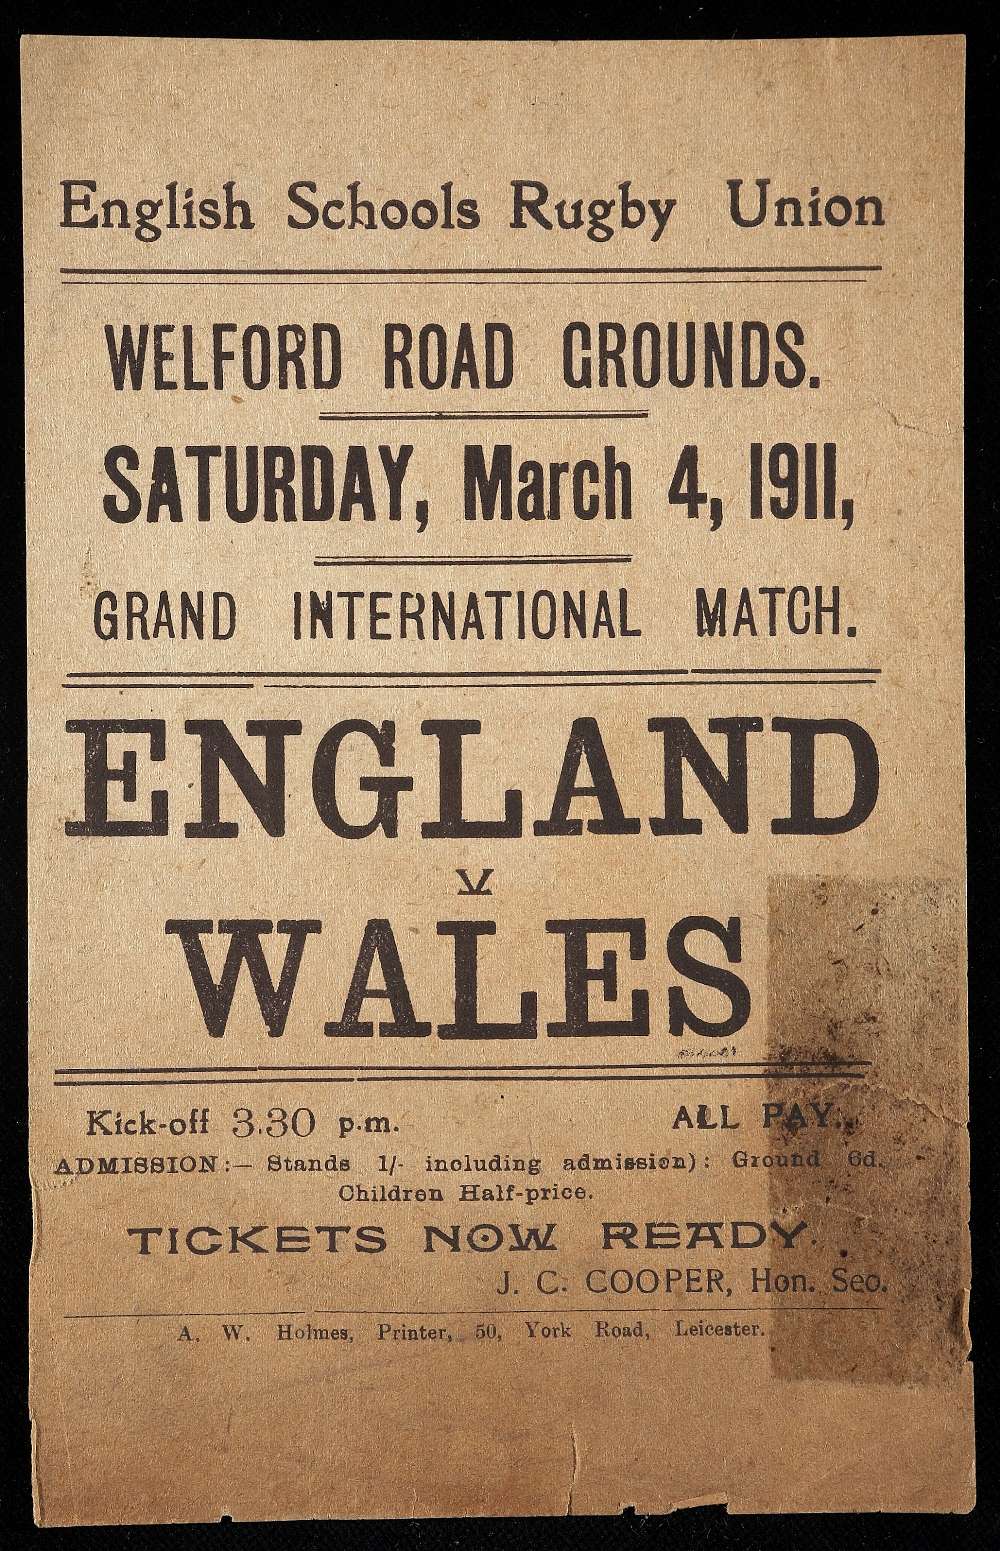 English Schools Rugby Union
WELFORD ROAD GROUNDS.
SATURDAY, March 4, 1911,
GRAND INTERNATIONAL MATCH.
ENGLAND
V
WALES
Kick-off 3.30 p.m. ALL PAY.
ADMISSION:— Stands 1/- including admission): Ground 6d.
Children Half-price.
TICKETS NOW READY.
J. C. COOPER, Hon. Sec.
A. W. Holmes, Printer, 50, York Road, Leicester.